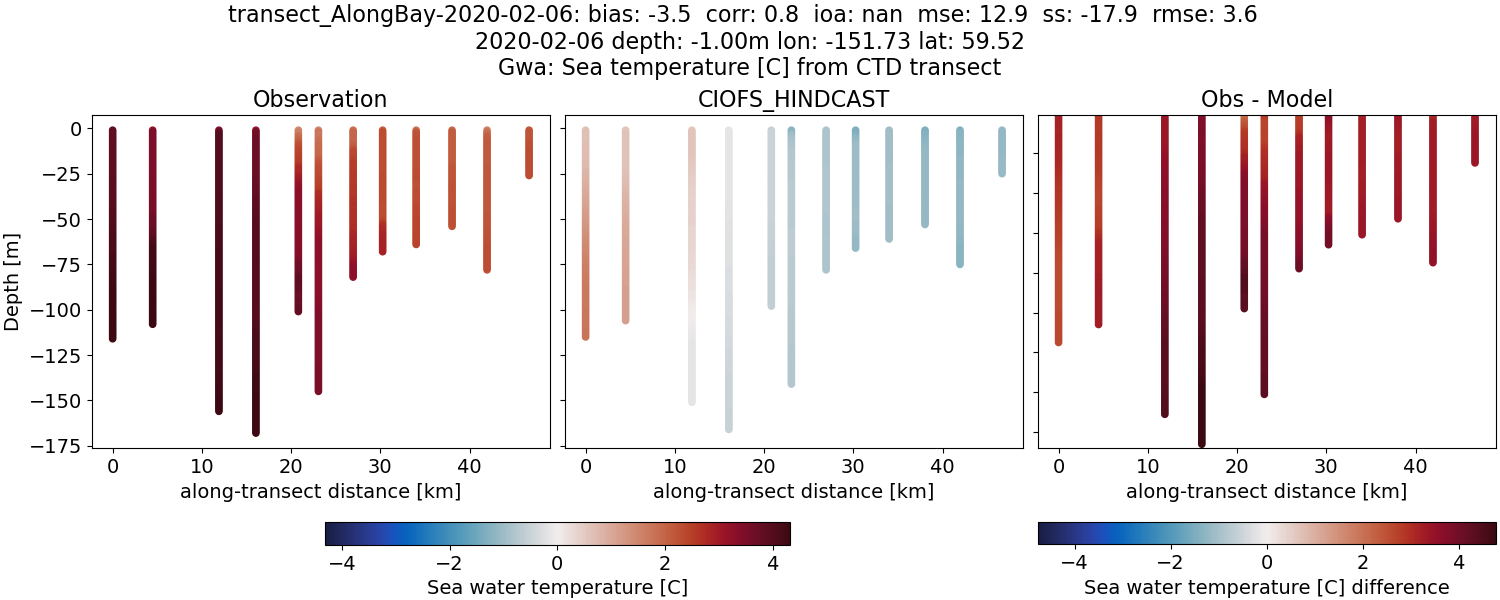 transect_AlongBay-2020-02-06: bias: -3.5  corr: 0.8  ioa: nan  mse: 12.9  ss: -17.9  rmse: 3.6
2020-02-06 depth: -1.00m lon: -151.73 lat: 59.52
Gwa: Sea temperature [C] from CTD transect
Observation
CIOFS_HINDCAST
Obs - Model
Depth [m]
0
−25
−50
−75
−100
−125
−150
−175
0 10 20 30 40
0 10 20 30 40
0 10 20 30 40
along-transect distance [km]
along-transect distance [km]
along-transect distance [km]
−4 −2 0 2 4
−4 −2 0 2 4
Sea water temperature [C]
Sea water temperature [C] difference